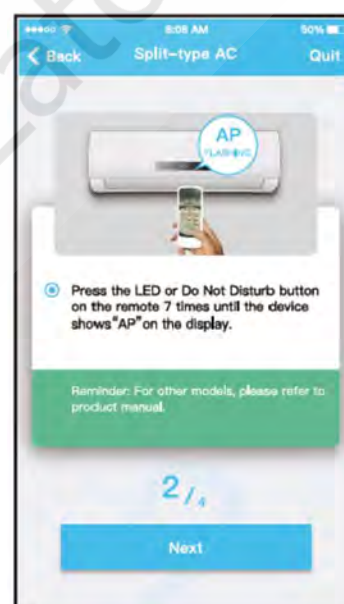 8:08 AM
90%
Back
Split-type AC
Quit
AP
FLASHING
Press the LED or Do Not Disturb button
on the remote 7 times until the device
shows"AP"on the display.
Reminder: For other models, please refer to
product manual.
2/4
Next